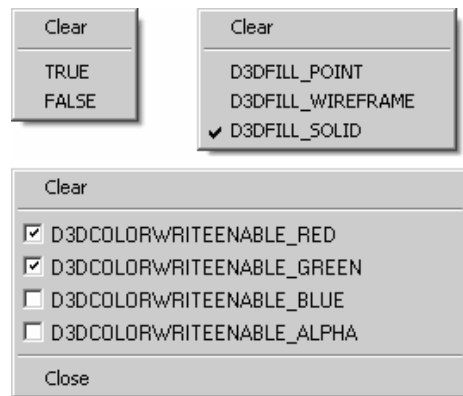 Clear
TRUE
FALSE
Clear
D3DFILL_POINT
D3DFILL_WIREFRAME
D3DFILL_SOLID
Clear
D3DCOLORWRITEENABLE_RED
D3DCOLORWRITEENABLE_GREEN
D3DCOLORWRITEENABLE_BLUE
D3DCOLORWRITEENABLE_ALPHA
Close